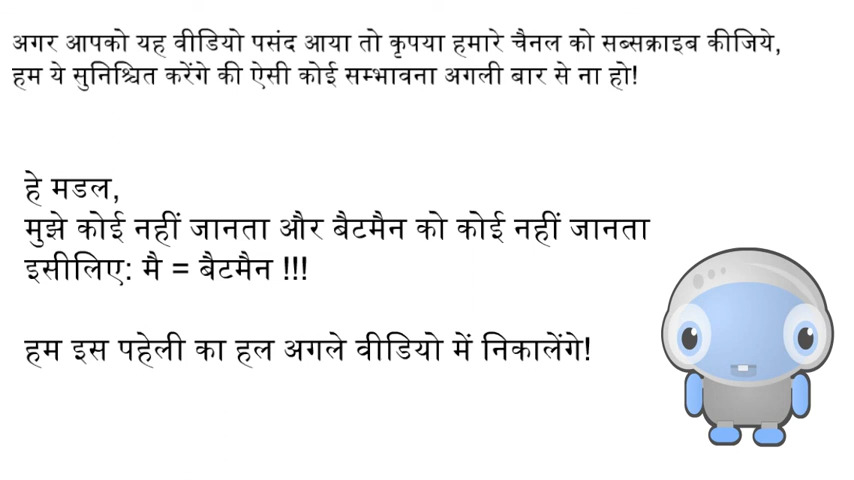 अगर आपको यह वीडियो पसंद आया तो कृपया हमारे चैनल को सब्सक्राइब कीजिये,
हम ये सुनिश्चित करेंगे की ऐसी कोई सम्भावना अगली बार से ना हो!
हे मडल,
मुझे कोई नहीं जानता और बैटमैन को कोई नहीं जानता
इसीलिए: मै = बैटमैन !!!
हम इस पहेली का हल अगले वीडियो में निकालेंगे!